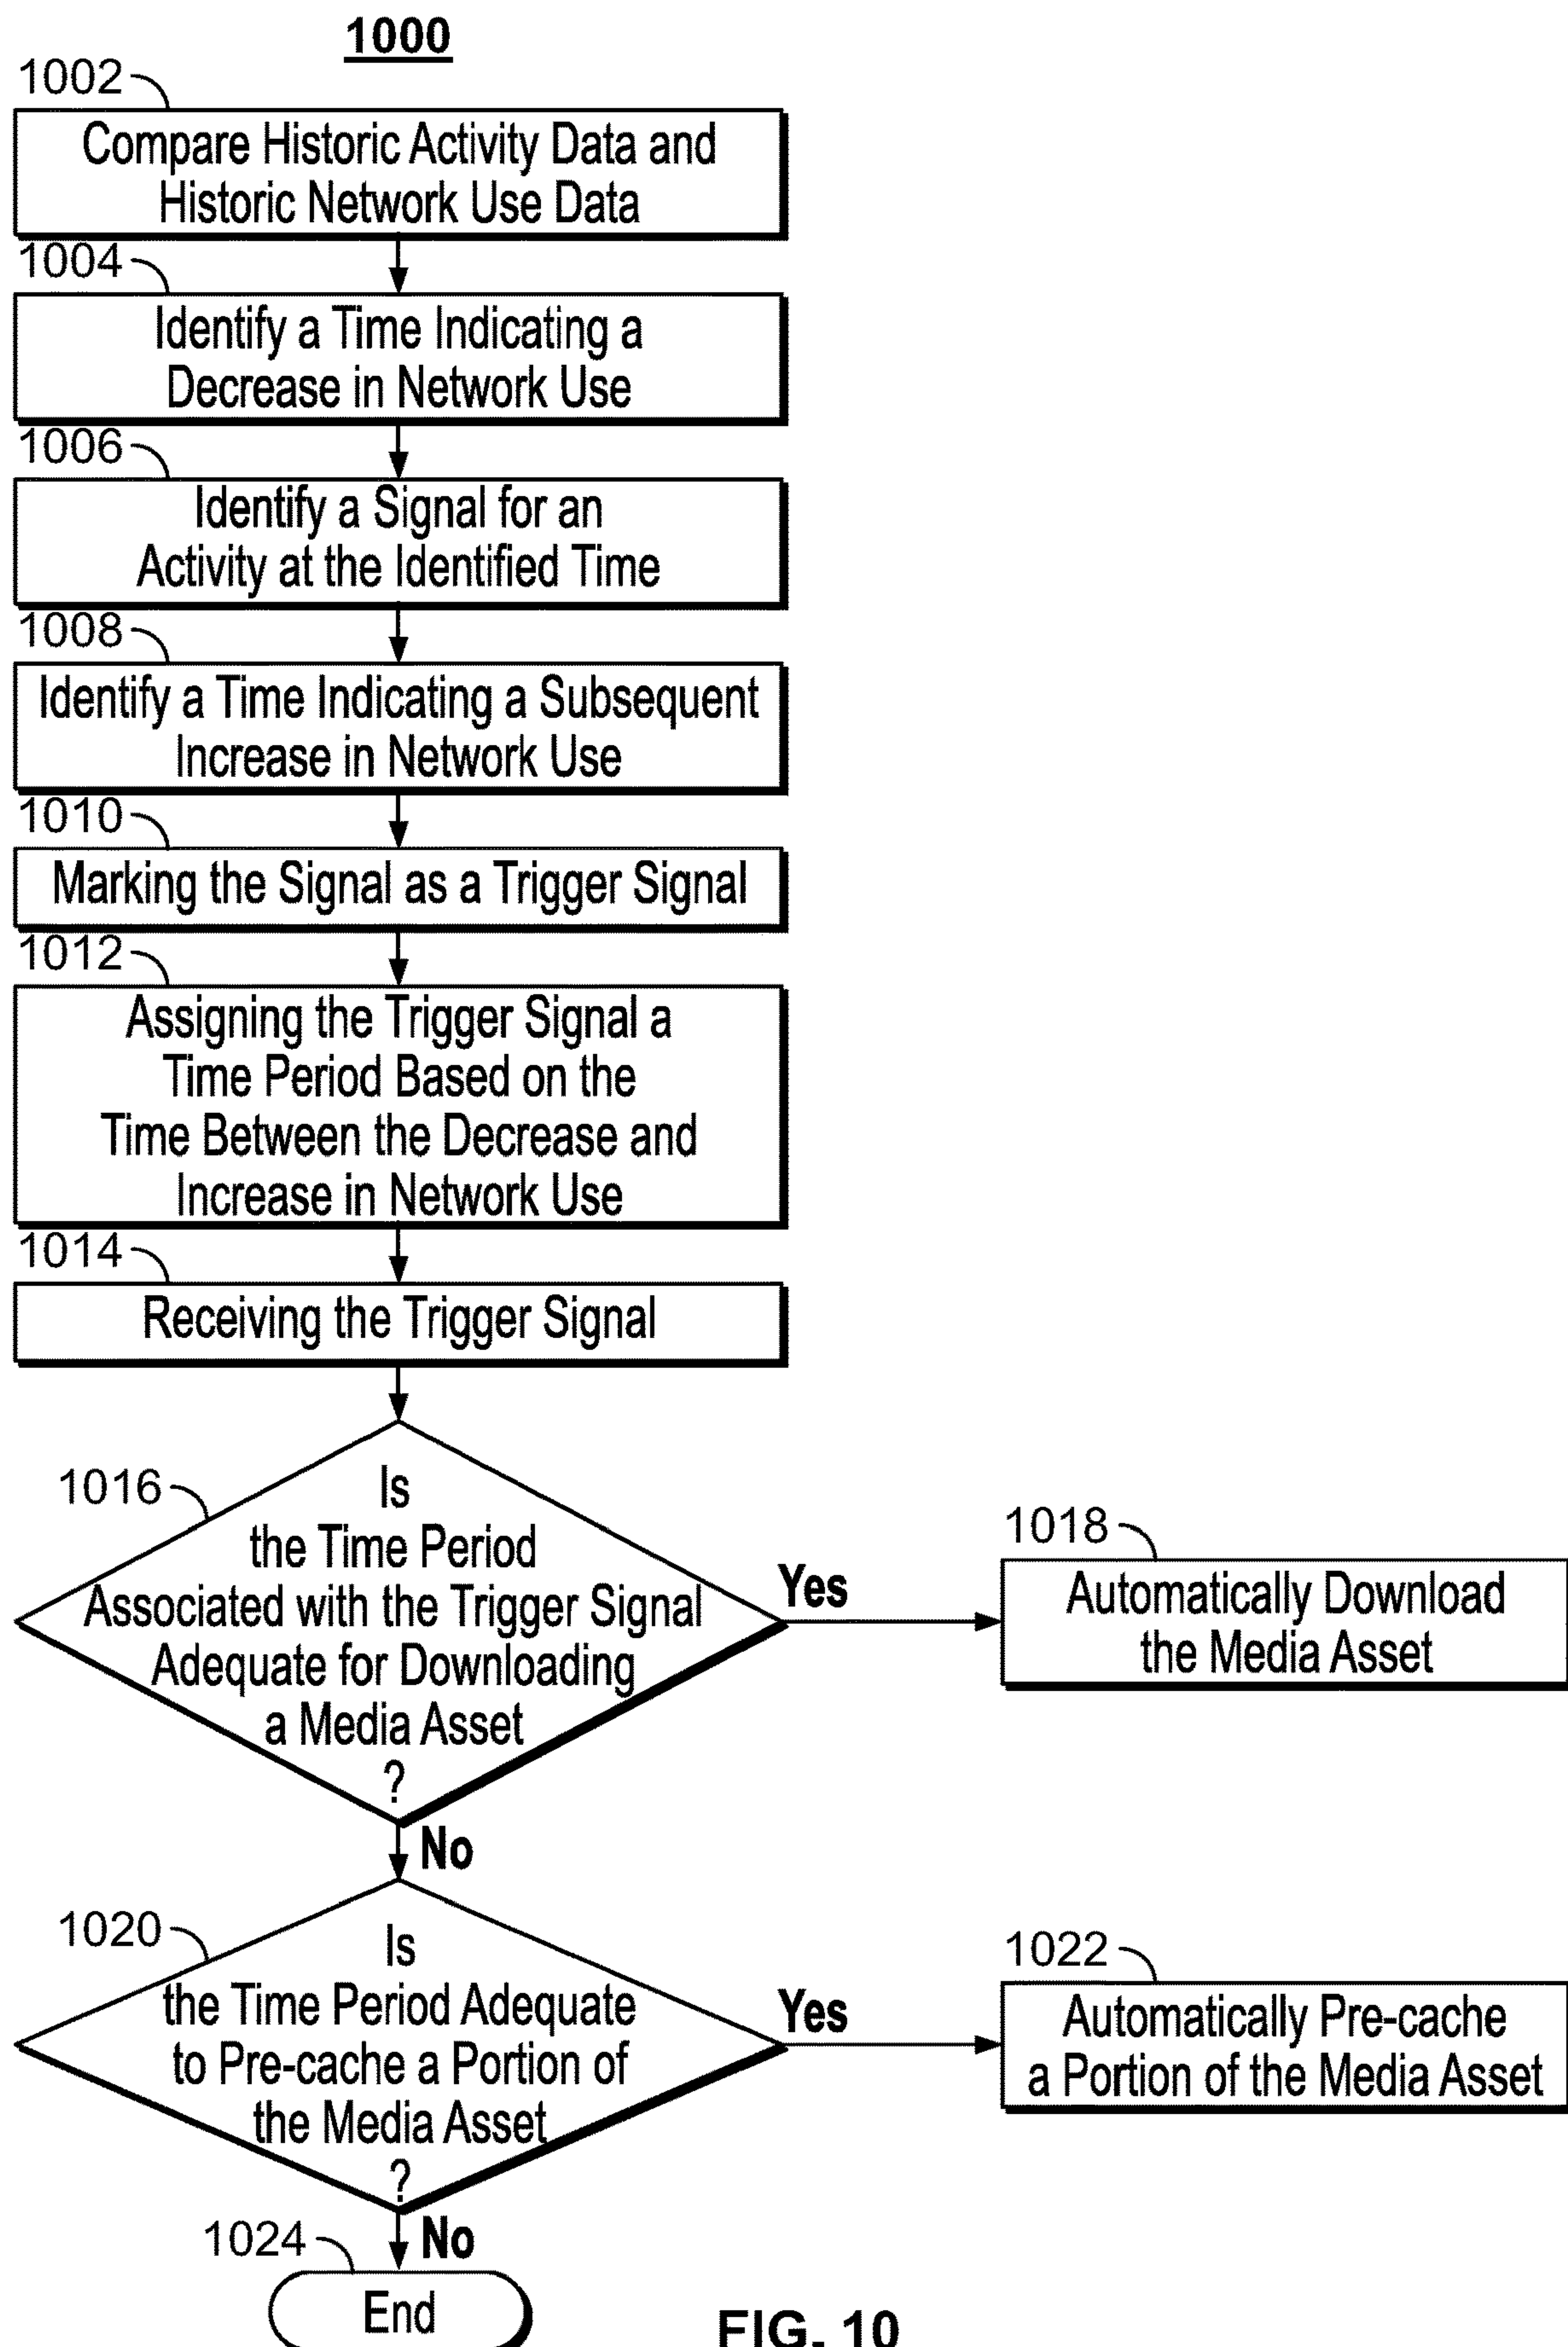 1000
1002
Compare Historic Activity Data and
Historic Network Use Data
1004
Identify a Time Indicating a
Decrease in Network Use
1006
Identify a Signal for an
Activity at the Identified Time
1008
Identify a Time Indicating a Subsequent
Increase in Network Use
1010
Marking the Signal as a Trigger Signal
1012
Assigning the Trigger Signal a
Time Period Based on the
Time Between the Decrease and
Increase in Network Use
1014
Receiving the Trigger Signal
1016
Is
the Time Period
Associated with the Trigger Signal
Adequate for Downloading
a Media Asset
?
Yes
1018
Automatically Download
the Media Asset
No
1020
Is
the Time Period Adequate
to Pre-cache a Portion of
the Media Asset
?
Yes
1022
Automatically Pre-cache
a Portion of the Media Asset
No
1024
End
FIG. 10